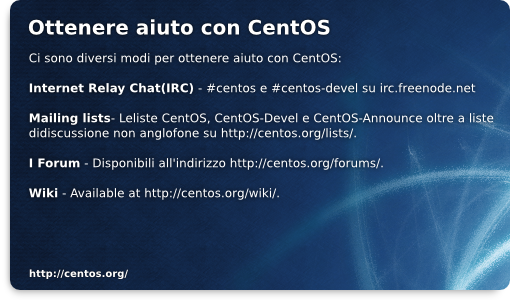 Ottenere aiuto con CentOS
Ci sono diversi modi per ottenere aiuto con CentOS:
Internet Relay Chat(IRC) - #centos e #centos-devel su irc.freenode.net
Mailing lists- Leliste CentOS, CentOS-Devel e CentOS-Announce oltre a liste
didiscussione non anglofone su http://centos.org/lists/.
I Forum - Disponibili all'indirizzo http://centos.org/forums/.
Wiki - Available at http://centos.org/wiki/.
http://centos.org/